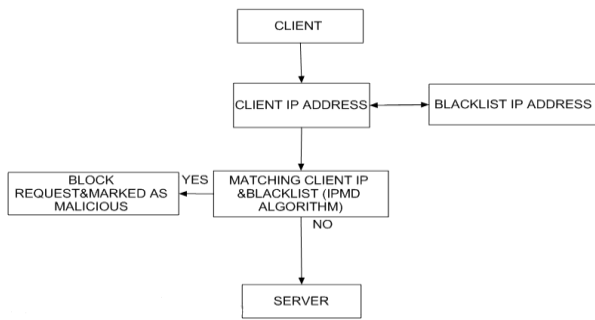 CLIENT
CLIENT IP ADDRESS
BLACKLIST IP ADDRESS
BLOCK
REQUEST&MARKED AS
MALICIOUS
YES
MATCHING CLIENT IP
&BLACKLIST (IPMD
ALGORITHM)
NO
SERVER